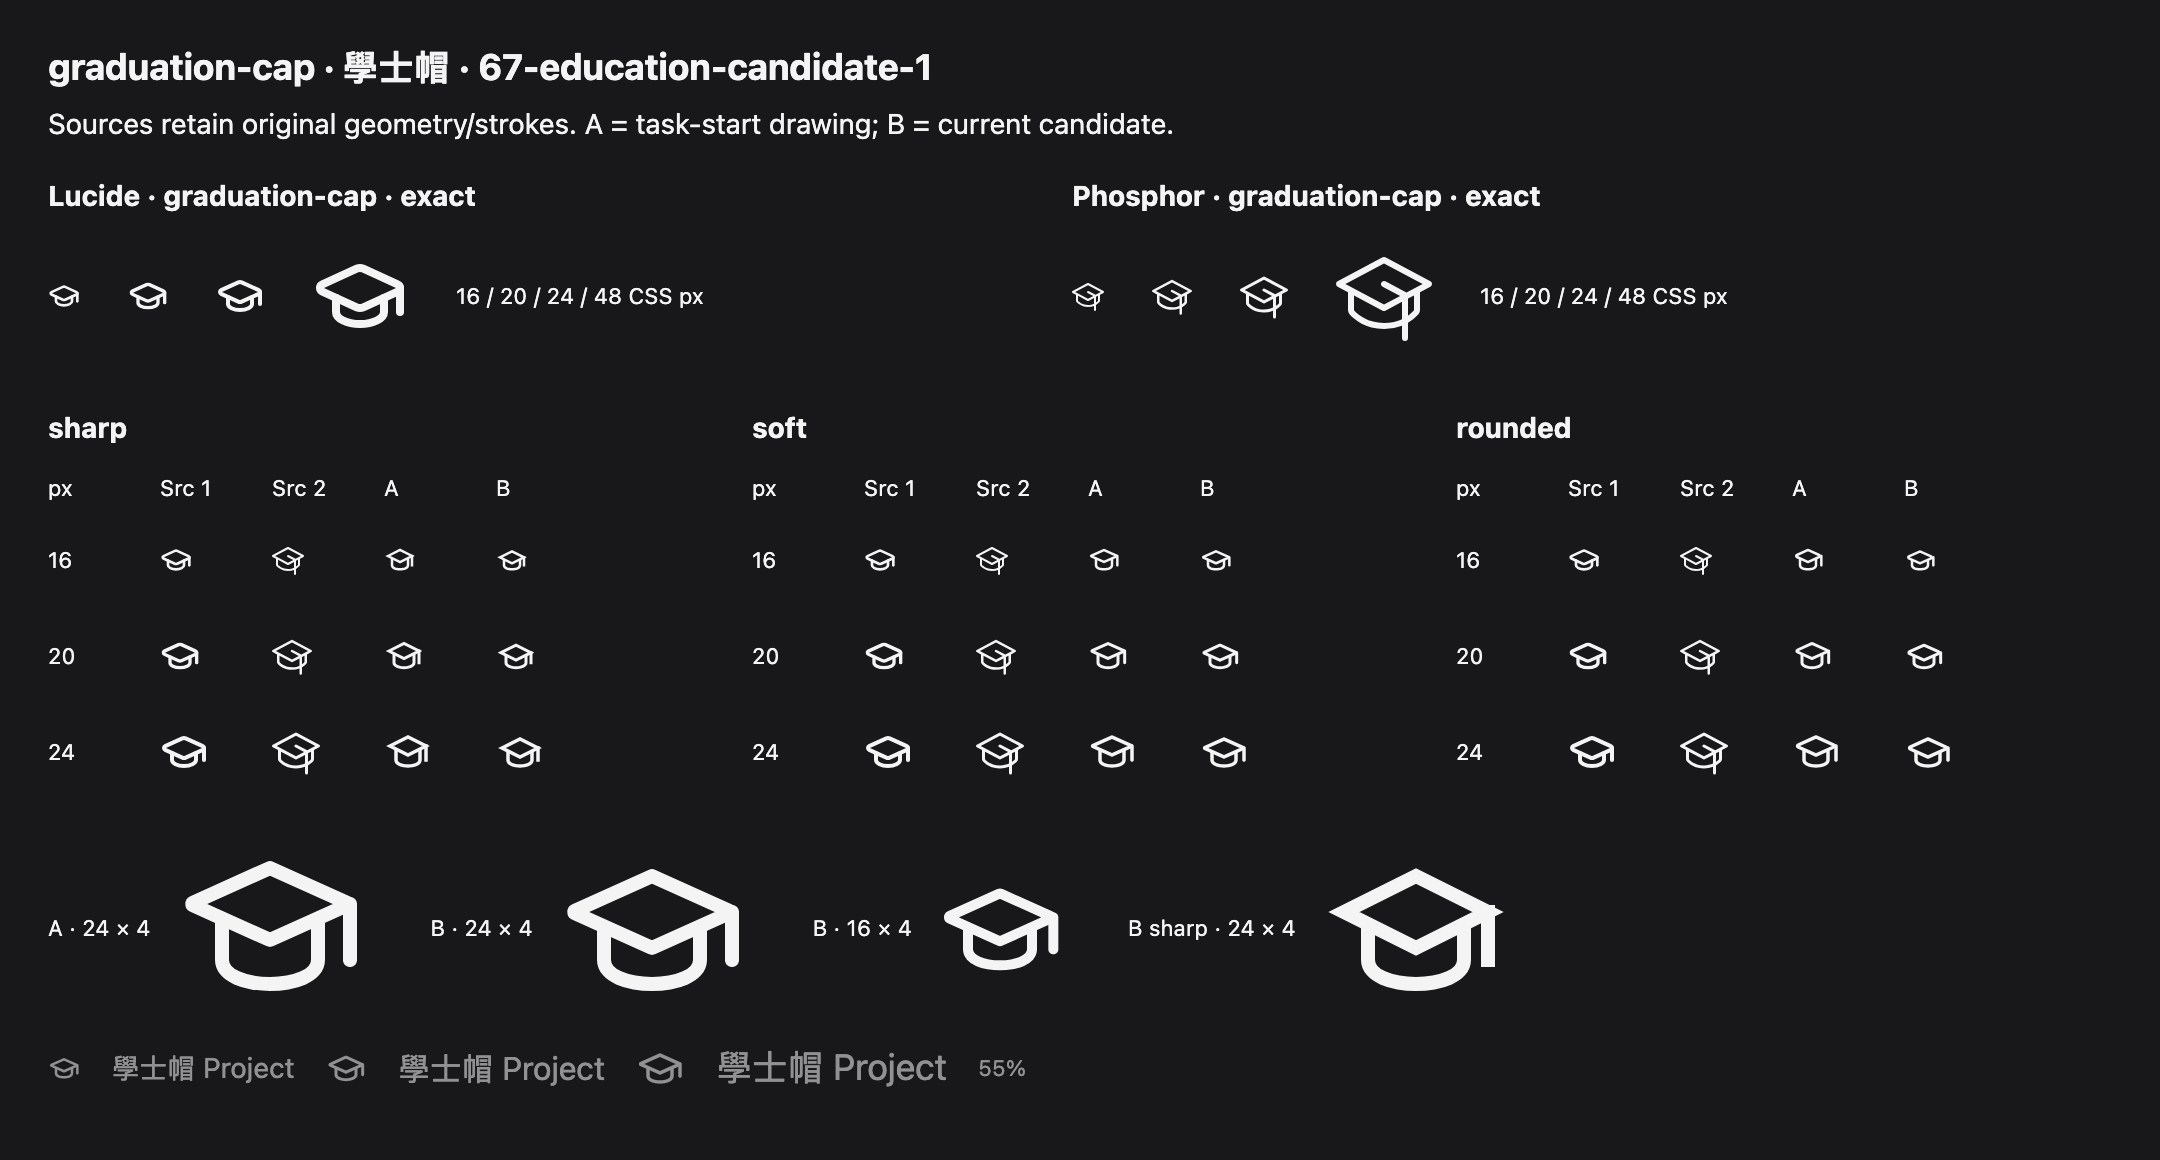 graduation-cap · 學士帽 · 67-education-candidate-1
Sources retain original geometry/strokes. A = task-start drawing; B = current candidate.
Lucide · graduation-cap · exact
Phosphor · graduation-cap · exact
16 / 20 / 24 / 48 CSS px
16 / 20 / 24 / 48 CSS px
sharp
px Src 1 Src 2 A B
16
20
24
soft
px Src 1 Src 2 A B
16
20
24
rounded
px Src 1 Src 2 A B
16
20
24
A · 24 × 4
B · 24 × 4
B · 16 × 4
B sharp · 24 × 4
學士帽 Project 學士帽 Project 學士帽 Project 55%